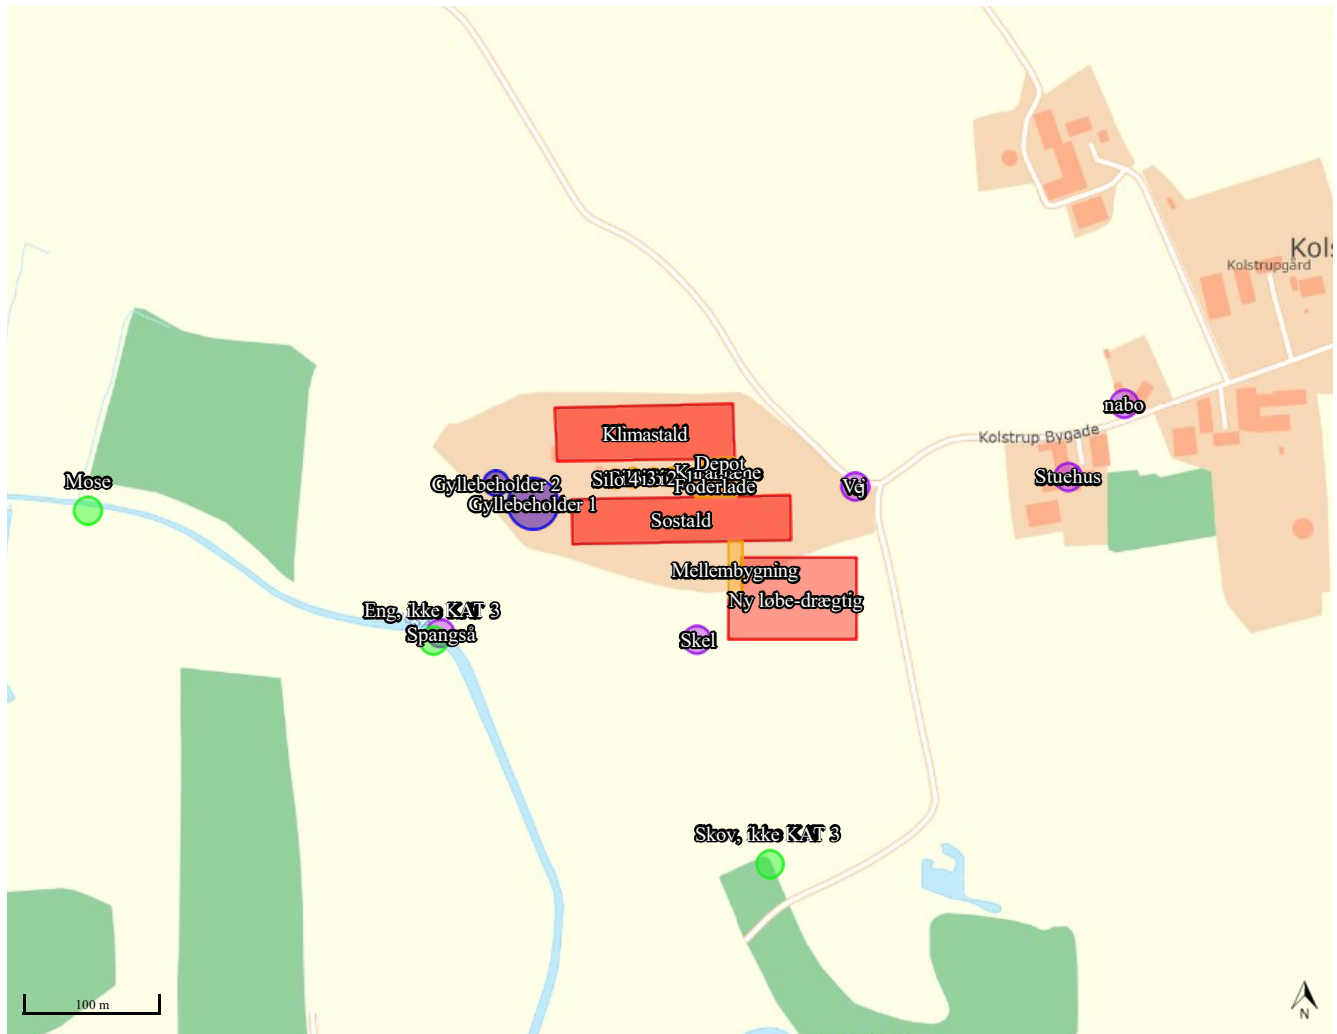 Kols
Kolstrupgård
nabo
Klimastald
Kolstrup Bygade
Depot
Stuehus
Mose
Gyllebeholder 2
Silo
Foderlade
Vej
Gyllebeholder 1
Sostald
Mellembygning
Ny løbe-drægtig
Eng, ikke KAT 3
Spangså
Skel
Skov, ikke KAT 3
100 m
N